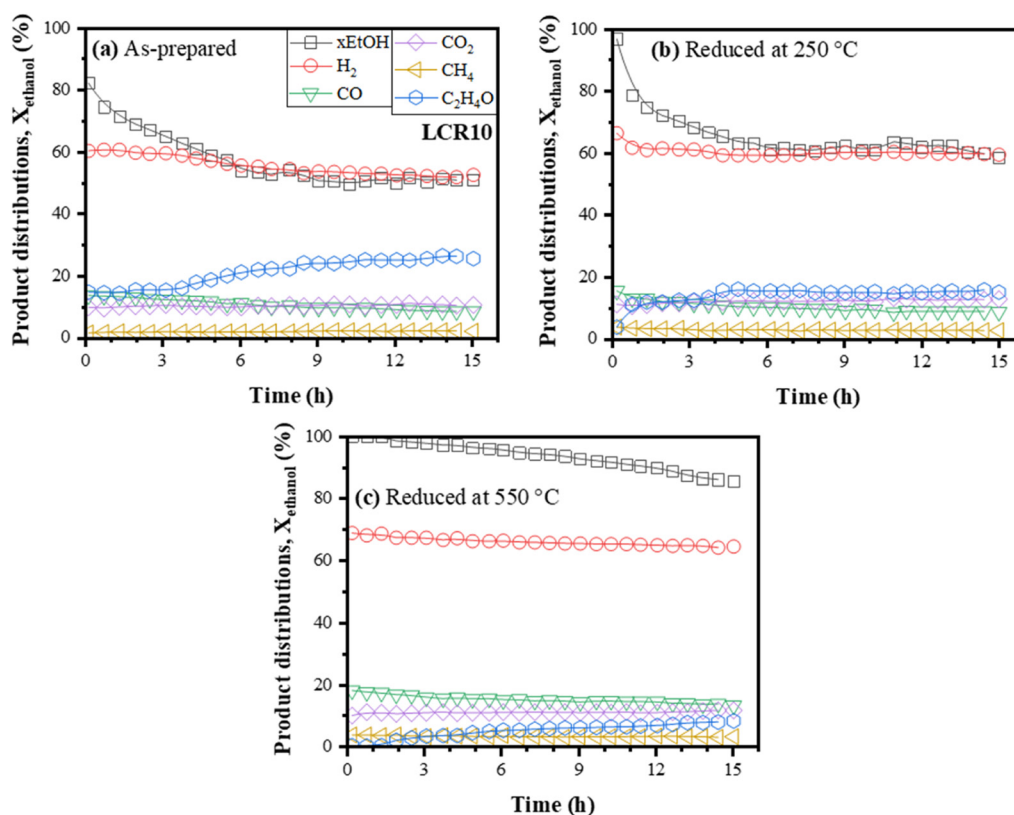 Product distributions, X_ethanol (%)
100
80
60
40
20
0
(a) As-prepared
xEtOH
H₂
CO
CO₂
CH₄
C₂H₄O
LCR10
0 3 6 9 12 15
Time (h)
Product distributions, X_ethanol (%)
100
80
60
40
20
0
(b) Reduced at 250 °C
0 3 6 9 12 15
Time (h)
Product distributions, X_ethanol (%)
100
80
60
40
20
0
(c) Reduced at 550 °C
0 3 6 9 12 15
Time (h)